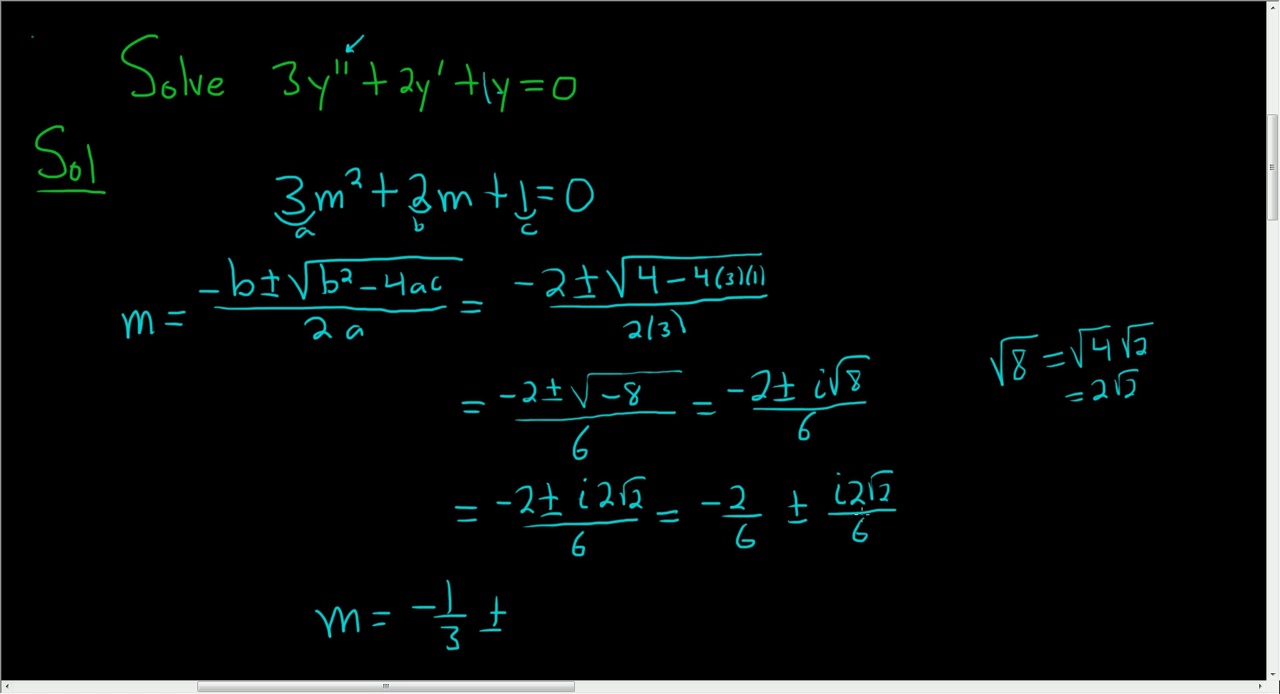 Solve 3y'' + 2y' + 1y = 0
Sol
3m² + 2m + 1 = 0
a b c
m = -b ± √(b² - 4ac) / 2a = -2 ± √(4 - 4(3)(1)) / 2(3)
= -2 ± √-8 / 6 = -2 ± i√8 / 6
√8 = √4 √2
= 2√2
= -2 ± i2√2 / 6 = -2/6 ± i2√2 / 6
m = -1/3 ±